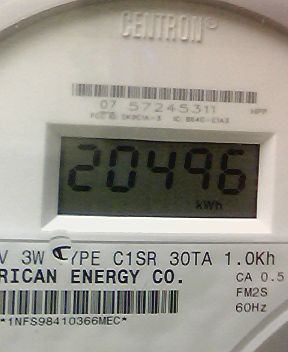 CENTRON®
07 57245311
HPP
20496
kWh
V 3W TYPE C1SR 30TA 1.0Kh
RICAN ENERGY CO.
CA 0.5
FM2S
60Hz
*1NFS98410366MEC*